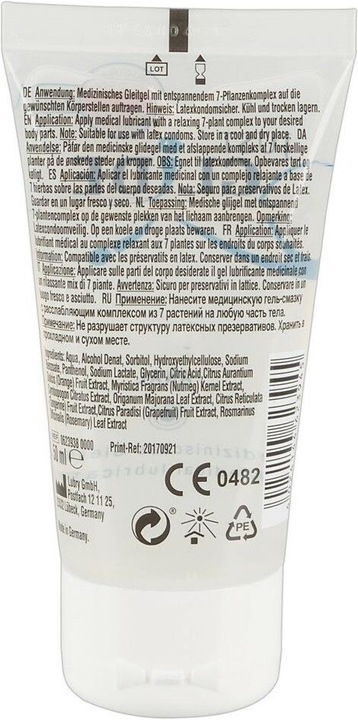 LOT
DE Anwendung: Medizinisches Gleitgel mit entspannendem 7-Pflanzenkomplex auf die
gewünschten Körperstellen auftragen. Hinweis: Latexkondomsicher. Kühl und trocken lagern.
EN Application: Apply medical lubricant with a relaxing 7-plant complex to your desired
body parts. Note: Suitable for use with latex condoms. Store in a cool and dry place. DA
Anvendelse: Påfør den medicinske glidegel med et afslappende kompleks af 7 forskellige
planter på de ønskede steder på kroppen. OBS: Egnet til latexkondomer. Opbevares tørt og
køligt. ES Aplicación: Aplicar el lubricante medicinal con un complejo relajante a base de
7 hierbas sobre las partes del cuerpo deseadas. Nota: Seguro para preservativos de Latex.
Guardar en un lugar fresco y seco. NL Toepassing: Medische glijgel met ontspannend
7-plantencomplex op de gewenste plekken van het lichaam aanbrengen. Opmerking:
Latexcondoomveilig. Op een koele en droge plaats bewaren. FR Application: Appliquer le
lubrifiant médical au complexe relaxant aux 7 plantes sur les endroits du corps souhaités.
Information: Compatible avec les préservatifs en latex. Conserver dans un endroit sec et frais.
IT Applicazione: Applicare sulle parti del corpo desiderate il gel lubrificante medicinale con
rilassante mix di 7 piante. Avvertenza: Sicuro per preservativi in lattice. Conservare in un
luogo fresco e asciutto. RU Применение: Нанесите медицинскую гель-смазку
с расслабляющим комплексом из 7 растений на любую часть тела.
Примечание: Не разрушает структуру латексных презервативов. Хранить в
прохладном и сухом месте.
Ingredients: Aqua, Alcohol Denat, Sorbitol, Hydroxyethylcellulose, Sodium
Panthenol, Sodium Lactate, Glycerin, Citric Acid, Citrus Aurantium
(Orange) Fruit Extract, Myristica Fragrans (Nutmeg) Kernel Extract,
Cymbopogon Citratus Extract, Origanum Majorana Leaf Extract, Citrus Reticulata
Fruit Extract, Citrus Paradisi (Grapefruit) Fruit Extract, Rosmarinus
(Rosemary) Leaf Extract
0623938 0000
50 ml e
Print-Ref: 20170921
Lubry GmbH,
Postfach 12 11 25,
Lübeck, Germany
CE 0482
PE